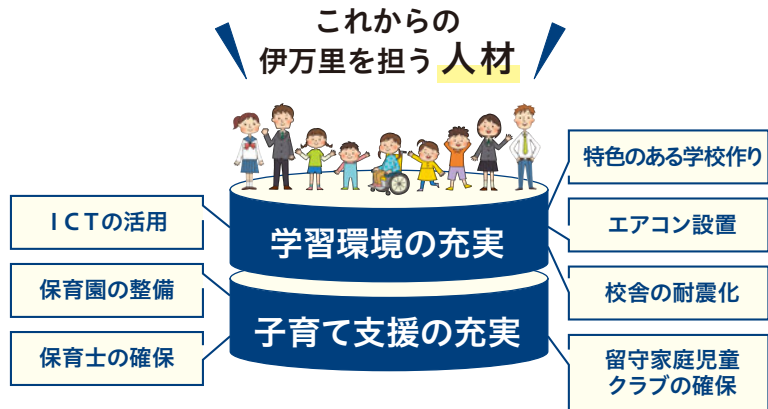 これからの
伊万里を担う人材
特色のある学校作り
ICTの活用
エアコン設置
学習環境の充実
保育園の整備
校舎の耐震化
子育て支援の充実
保育士の確保
留守家庭児童
クラブの確保